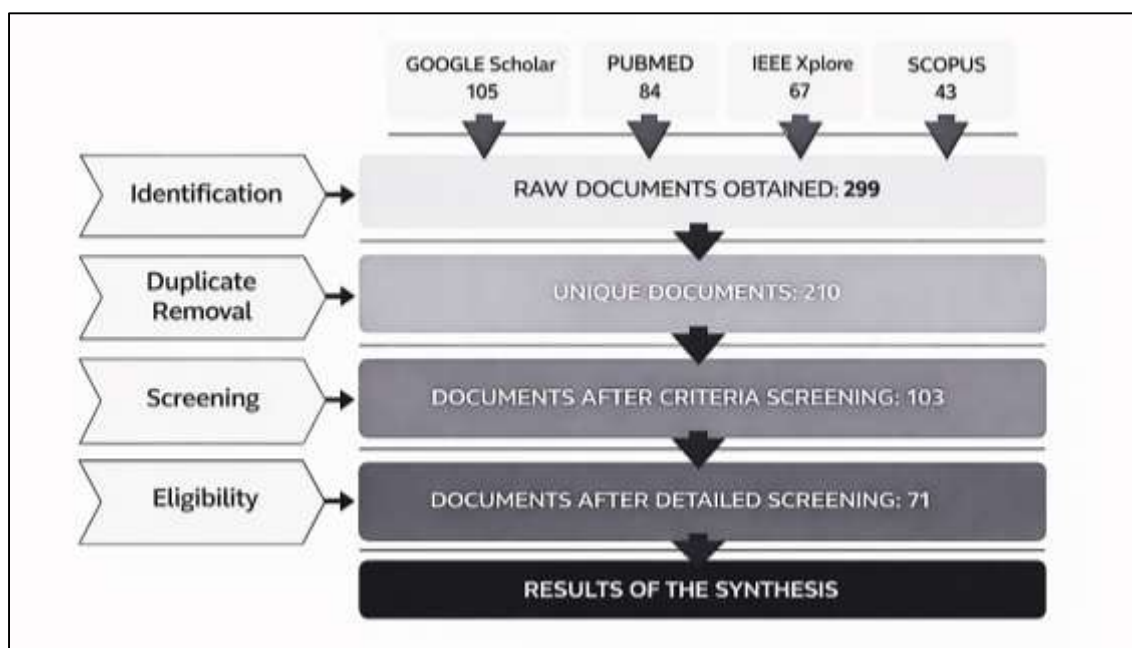 GOOGLE Scholar
105
PUBMED
84
IEEE Xplore
67
SCOPUS
43
Identification
RAW DOCUMENTS OBTAINED: 299
Duplicate
Removal
UNIQUE DOCUMENTS: 210
Screening
DOCUMENTS AFTER CRITERIA SCREENING: 103
Eligibility
DOCUMENTS AFTER DETAILED SCREENING: 71
RESULTS OF THE SYNTHESIS